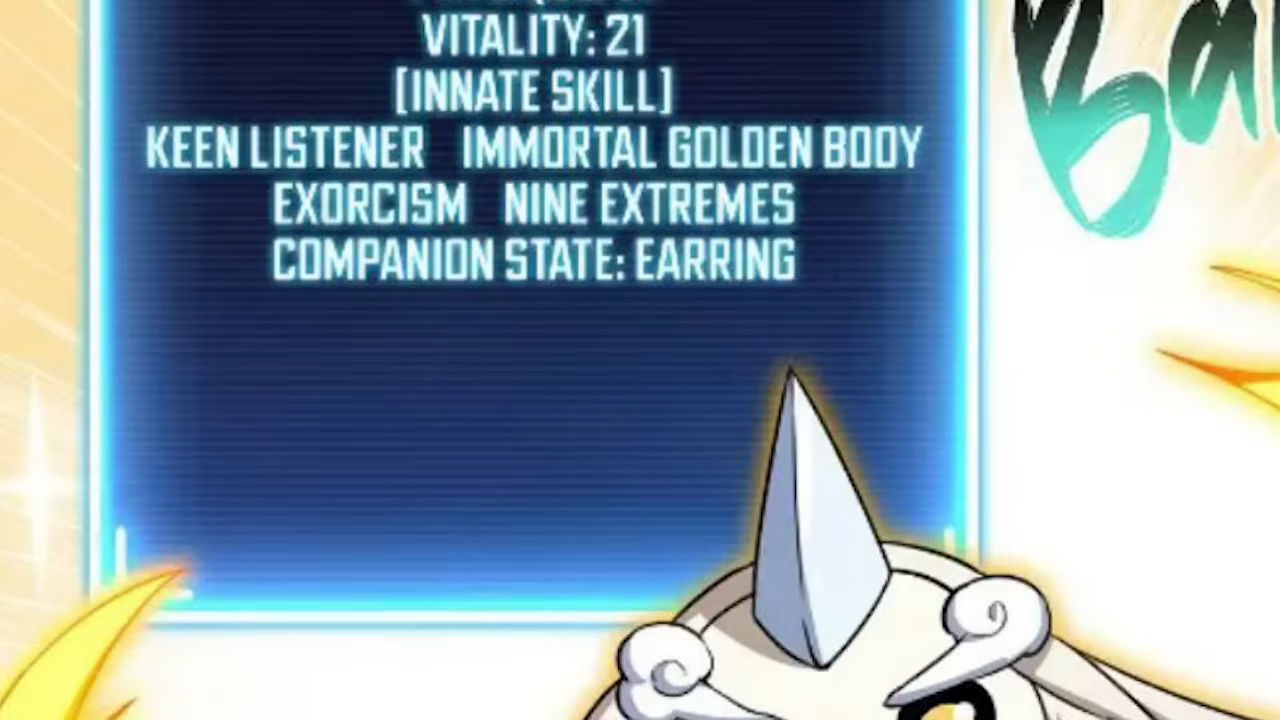 VITALITY: 21
[INNATE SKILL]
KEEN LISTENER IMMORTAL GOLDEN BODY
EXORCISM NINE EXTREMES
COMPANION STATE: EARRING